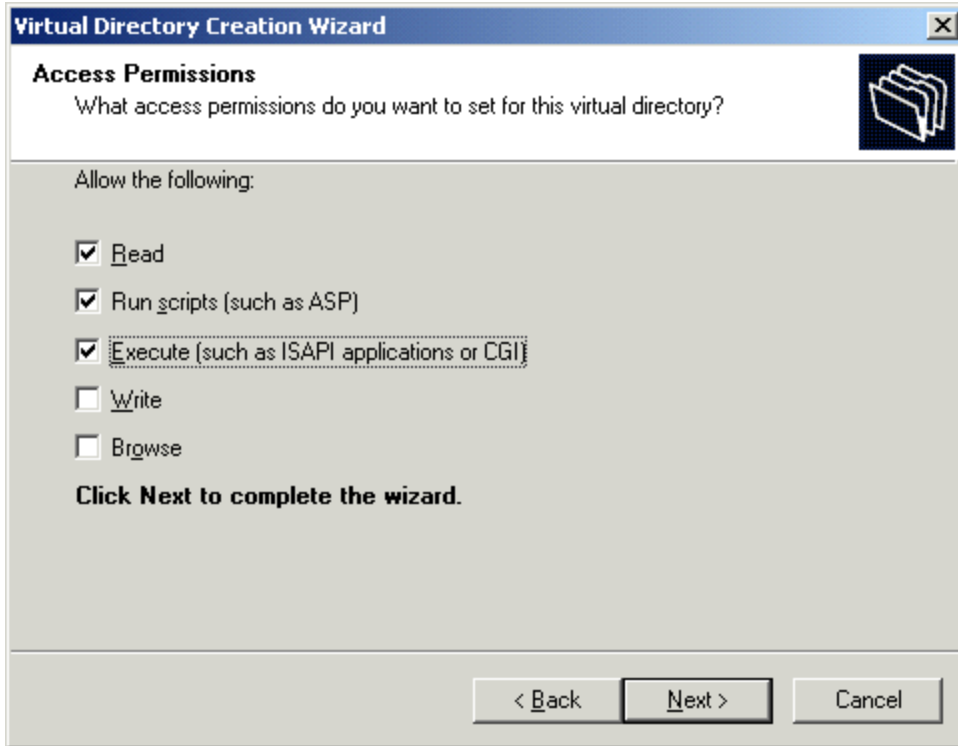 Virtual Directory Creation Wizard
Access Permissions
What access permissions do you want to set for this virtual directory?
Allow the following:
Read
Run scripts (such as ASP)
Execute (such as ISAPI applications or CGI)
Write
Browse
Click Next to complete the wizard.
< Back Next > Cancel